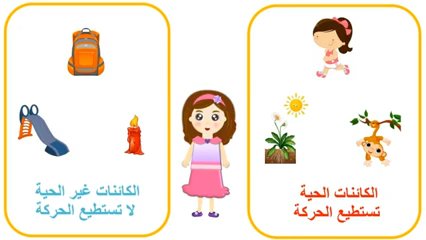 الكائنات الحية
تستطيع الحركة
الكائنات غير الحية
لا تستطيع الحركة